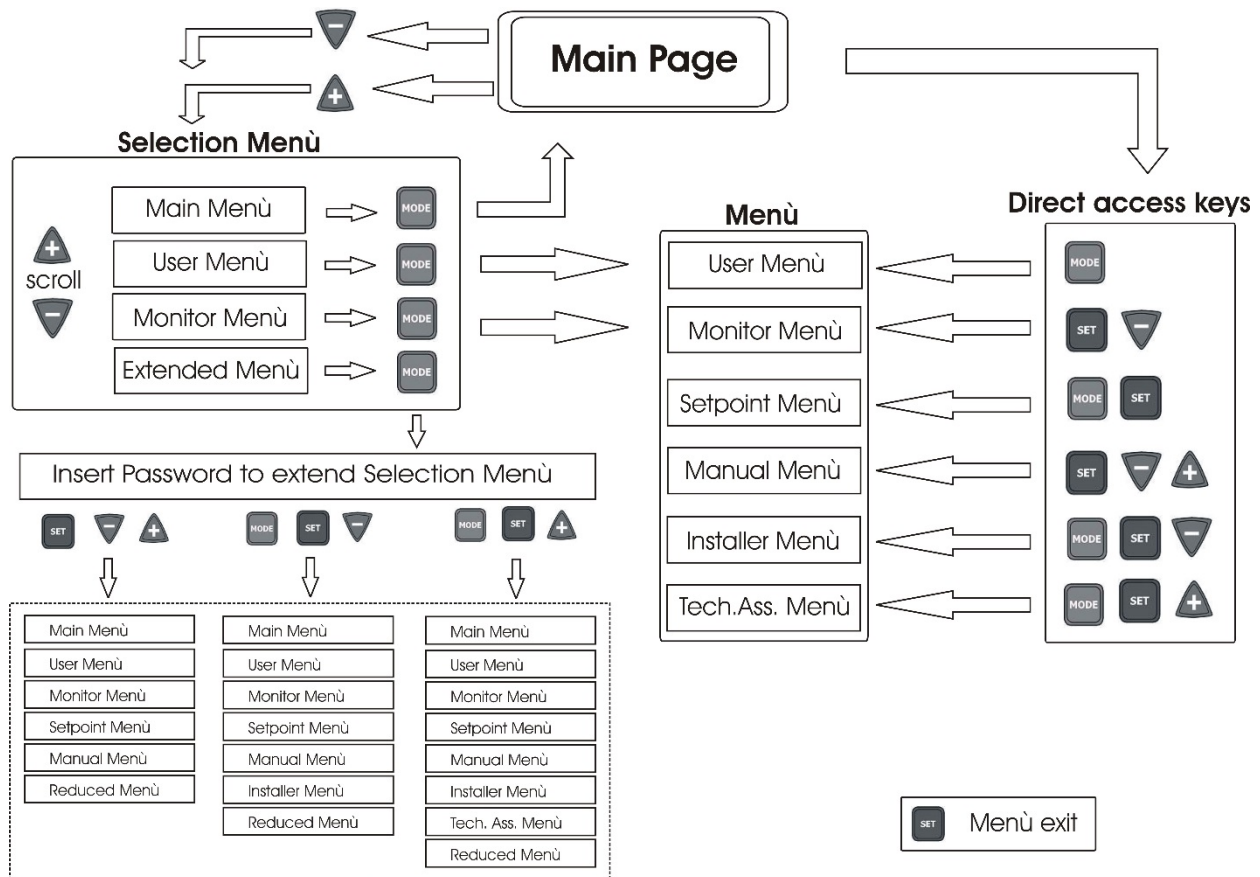 −
Main Page
+
Selection Menù
Main Menù
MODE
User Menù
MODE
Monitor Menù
MODE
Extended Menù
MODE
+
scroll
−
Insert Password to extend Selection Menù
SET − +
MODE SET −
MODE SET +
Main Menù
User Menù
Monitor Menù
Setpoint Menù
Manual Menù
Reduced Menù
Main Menù
User Menù
Monitor Menù
Setpoint Menù
Manual Menù
Installer Menù
Reduced Menù
Main Menù
User Menù
Monitor Menù
Setpoint Menù
Manual Menù
Installer Menù
Tech. Ass. Menù
Reduced Menù
Menù
User Menù
Monitor Menù
Setpoint Menù
Manual Menù
Installer Menù
Tech.Ass. Menù
Direct access keys
MODE
SET −
MODE SET
SET − +
MODE SET −
MODE SET +
SET Menù exit